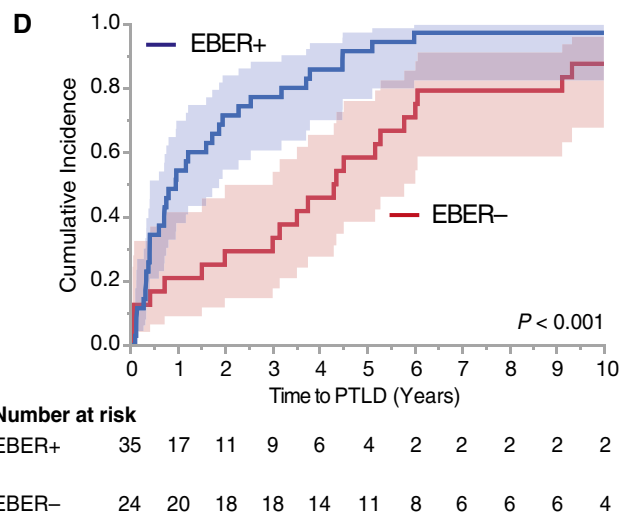 D
EBER+
EBER–
P < 0.001
Cumulative Incidence
1.0
0.8
0.6
0.4
0.2
0.0
0 1 2 3 4 5 6 7 8 9 10
Time to PTLD (Years)
Number at risk
EBER+ 35 17 11 9 6 4 2 2 2 2 2
EBER– 24 20 18 18 14 11 8 6 6 6 4